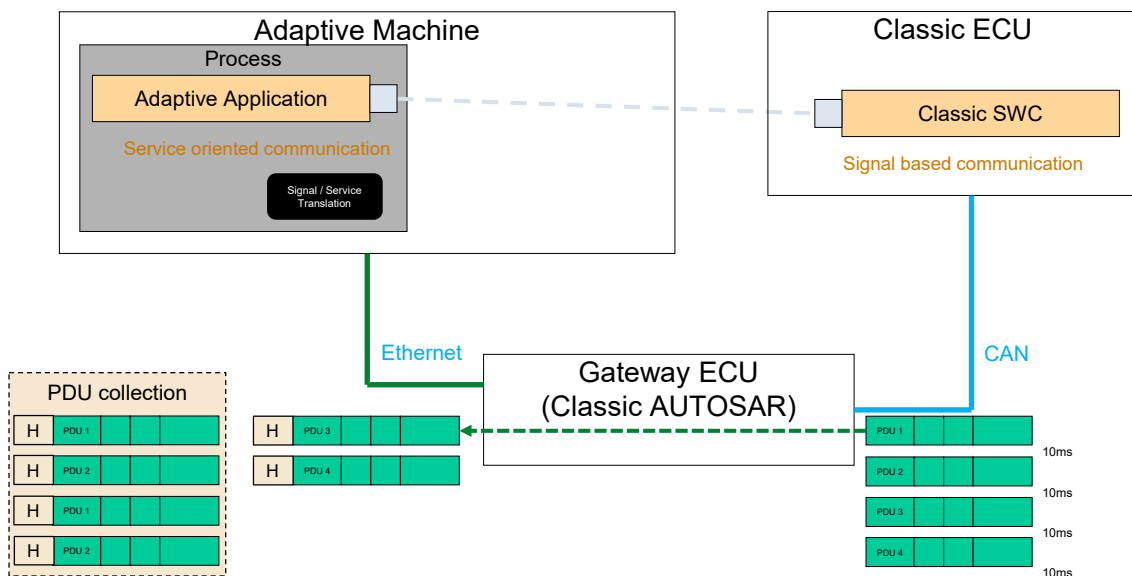 Adaptive Machine
Process
Adaptive Application
Service oriented communication
Signal / Service
Translation
Classic ECU
Classic SWC
Signal based communication
Ethernet
CAN
Gateway ECU
(Classic AUTOSAR)
PDU collection
H PDU 1
H PDU 2
H PDU 1
H PDU 2
H PDU 3
H PDU 4
PDU 1
10ms
PDU 2
10ms
PDU 3
10ms
PDU 4
10ms